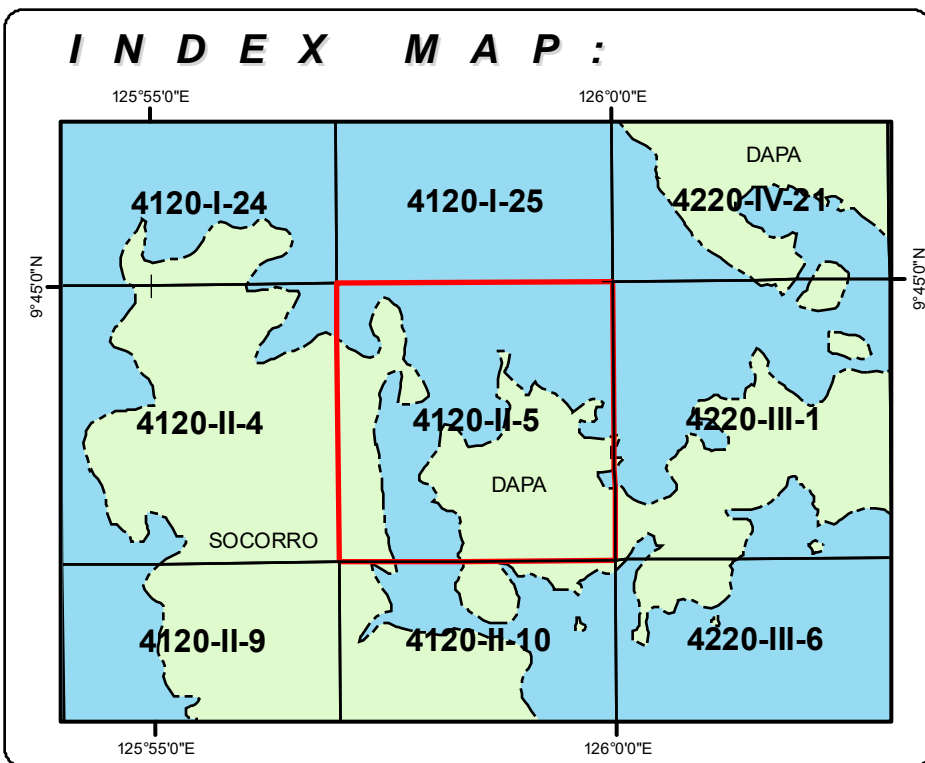 INDEX MAP:
125°55'0"E 126°0'0"E
DAPA
4120-I-24 4120-I-25 4220-IV-21
9°45'0"N 9°45'0"N
4120-II-4 4120-II-5 4220-III-1
DAPA
SOCORRO
4120-II-9 4120-II-10 4220-III-6
125°55'0"E 126°0'0"E